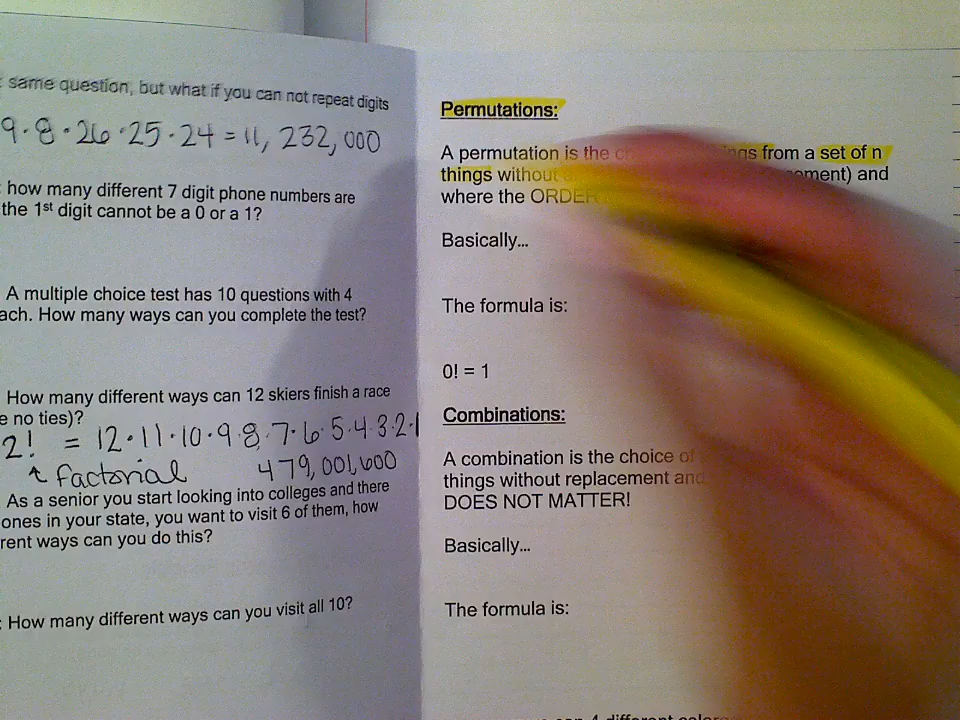 same question, but what if you can not repeat digits
9·8·26·25·24 = 11, 232,000
how many different 7 digit phone numbers are
the 1st digit cannot be a 0 or a 1?
A multiple choice test has 10 questions with 4
ach. How many ways can you complete the test?
How many different ways can 12 skiers finish a race
e no ties)?
2! = 12·11·10·9·8·7·6·5·4·3·2·1
↑ factorial 479,001,600
As a senior you start looking into colleges and there
ones in your state, you want to visit 6 of them, how
rent ways can you do this?
: How many different ways can you visit all 10?
Permutations:
A permutation is the from a set of n
things without and
where the ORDER
Basically...
The formula is:
0! = 1
Combinations:
A combination is the choice of
things without replacement and
DOES NOT MATTER!
Basically...
The formula is: